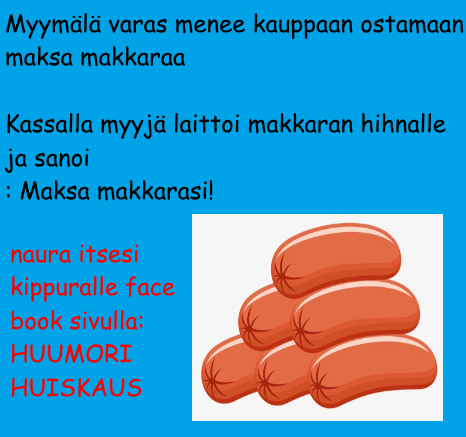 Myymälä varas menee kauppaan ostamaan
maksa makkaraa
Kassalla myyjä laittoi makkaran hihnalle
ja sanoi
: Maksa makkarasi!
naura itsesi
kippuralle face
book sivulla:
HUUMORI
HUISKAUS